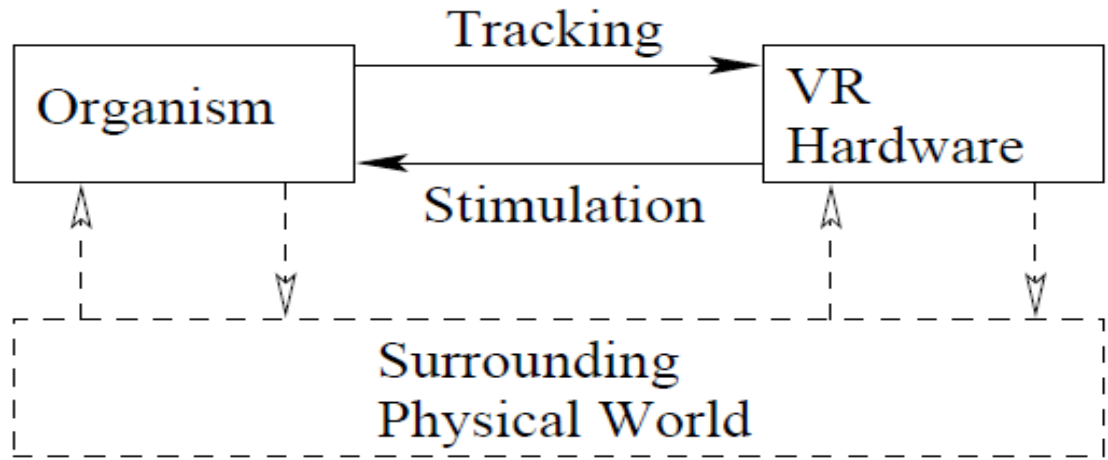 Tracking
Organism
VR
Hardware
Stimulation
Surrounding
Physical World